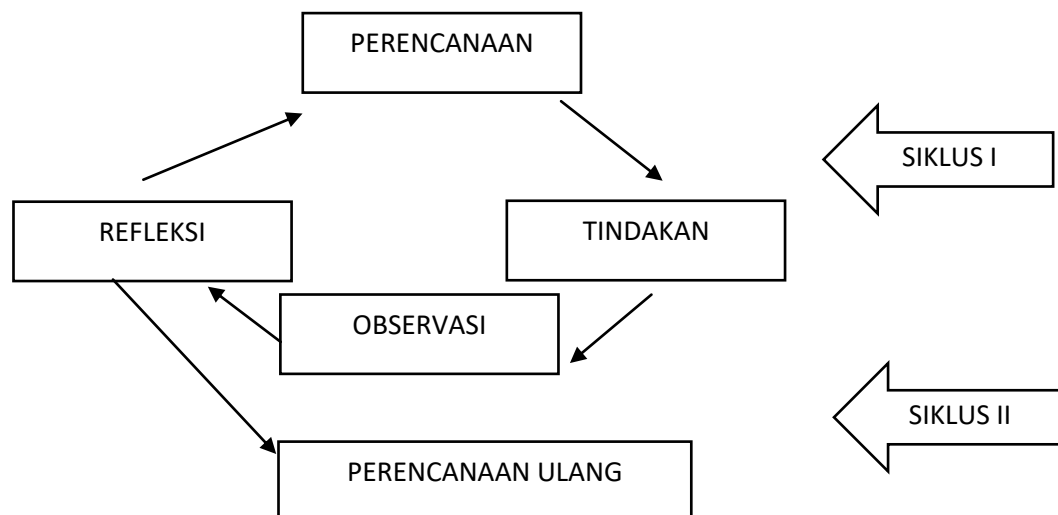 PERENCANAAN
SIKLUS I
REFLEKSI
TINDAKAN
OBSERVASI
SIKLUS II
PERENCANAAN ULANG